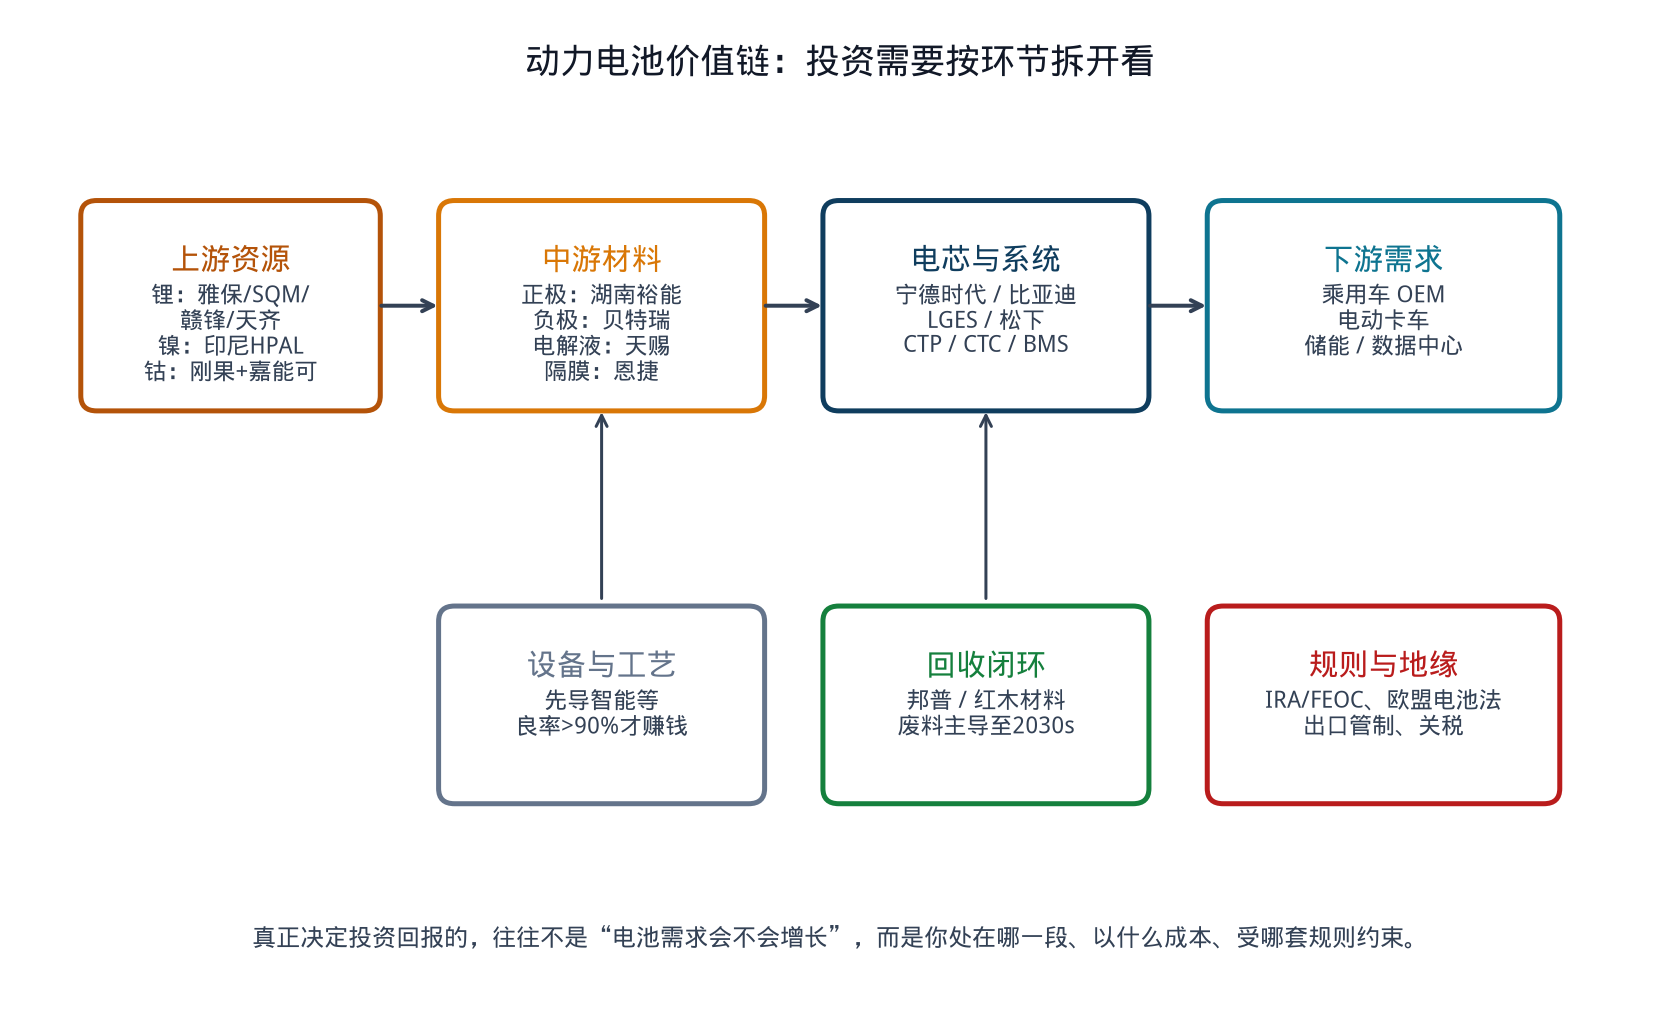 动力电池价值链：投资需要按环节拆开看
上游资源
锂：雅保/SQM/
赣锋/天齐
镍：印尼HPAL
钴：刚果+嘉能可
中游材料
正极：湖南裕能
负极：贝特瑞
电解液：天赐
隔膜：恩捷
电芯与系统
宁德时代 / 比亚迪
LGES / 松下
CTP / CTC / BMS
下游需求
乘用车 OEM
电动卡车
储能 / 数据中心
设备与工艺
先导智能等
良率>90%才赚钱
回收闭环
邦普 / 红木材料
废料主导至2030s
规则与地缘
IRA/FEOC、欧盟电池法
出口管制、关税
真正决定投资回报的，往往不是“电池需求会不会增长”，而是你处在哪一段、以什么成本、受哪套规则约束。